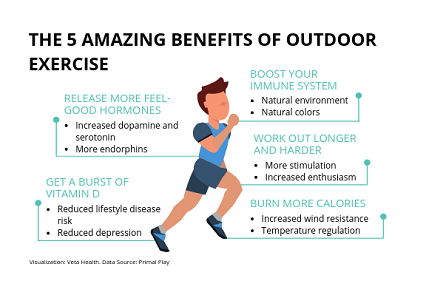 THE 5 AMAZING BENEFITS OF OUTDOOR
EXERCISE
RELEASE MORE FEEL-
GOOD HORMONES
• Increased dopamine and
serotonin
• More endorphins
GET A BURST OF
VITAMIN D
• Reduced lifestyle disease
risk
• Reduced depression
BOOST YOUR
IMMUNE SYSTEM
• Natural environment
• Natural colors
WORK OUT LONGER
AND HARDER
• More stimulation
• Increased enthusiasm
BURN MORE CALORIES
• Increased wind resistance
• Temperature regulation
Visualization: Veta Health. Data Source: Primal Play